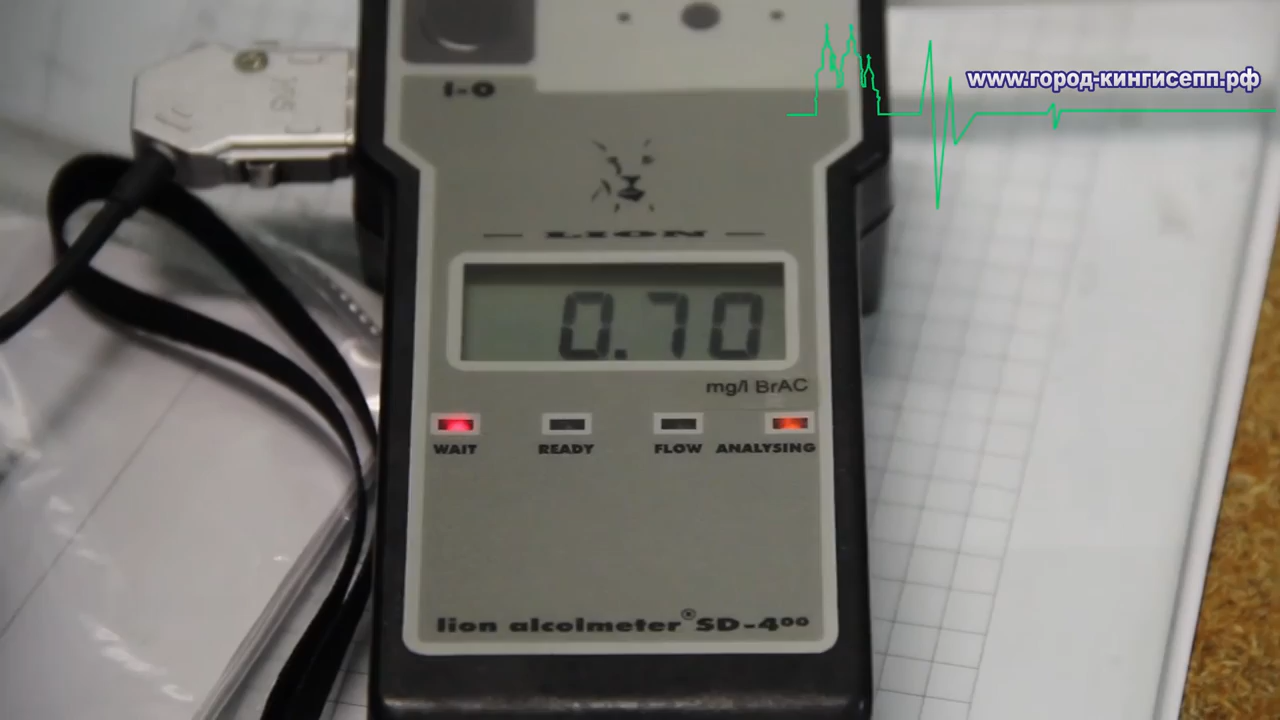 www.город-кингисепп.рф
I-O
LION
0.70
mg/l BrAC
WAIT
READY
FLOW
ANALYSING
lion alcolmeter® SD-400